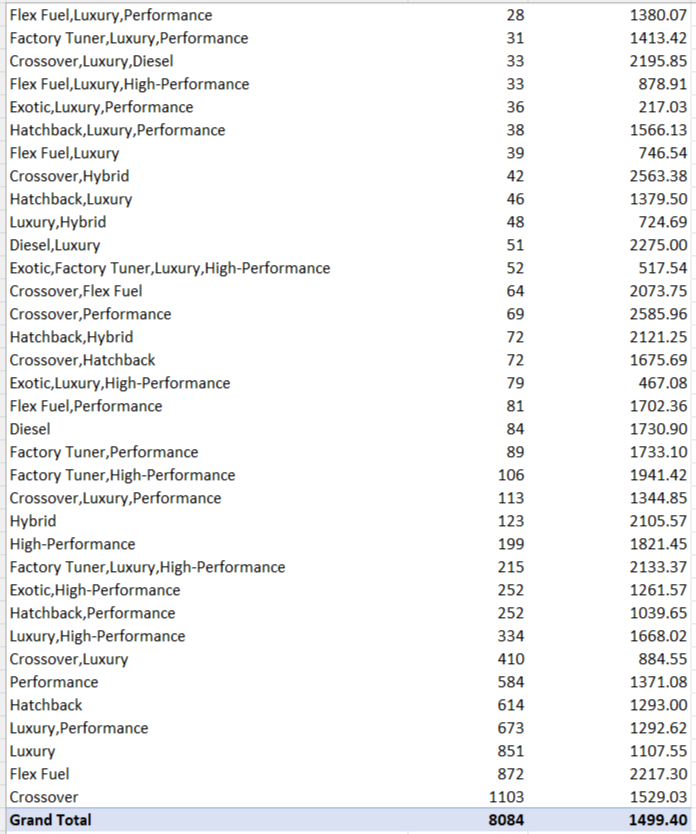 Flex Fuel,Luxury,Performance 28 1380.07
Factory Tuner,Luxury,Performance 31 1413.42
Crossover,Luxury,Diesel 33 2195.85
Flex Fuel,Luxury,High-Performance 33 878.91
Exotic,Luxury,Performance 36 217.03
Hatchback,Luxury,Performance 38 1566.13
Flex Fuel,Luxury 39 746.54
Crossover,Hybrid 42 2563.38
Hatchback,Luxury 46 1379.50
Luxury,Hybrid 48 724.69
Diesel,Luxury 51 2275.00
Exotic,Factory Tuner,Luxury,High-Performance 52 517.54
Crossover,Flex Fuel 64 2073.75
Crossover,Performance 69 2585.96
Hatchback,Hybrid 72 2121.25
Crossover,Hatchback 72 1675.69
Exotic,Luxury,High-Performance 79 467.08
Flex Fuel,Performance 81 1702.36
Diesel 84 1730.90
Factory Tuner,Performance 89 1733.10
Factory Tuner,High-Performance 106 1941.42
Crossover,Luxury,Performance 113 1344.85
Hybrid 123 2105.57
High-Performance 199 1821.45
Factory Tuner,Luxury,High-Performance 215 2133.37
Exotic,High-Performance 252 1261.57
Hatchback,Performance 252 1039.65
Luxury,High-Performance 334 1668.02
Crossover,Luxury 410 884.55
Performance 584 1371.08
Hatchback 614 1293.00
Luxury,Performance 673 1292.62
Luxury 851 1107.55
Flex Fuel 872 2217.30
Crossover 1103 1529.03
Grand Total 8084 1499.40